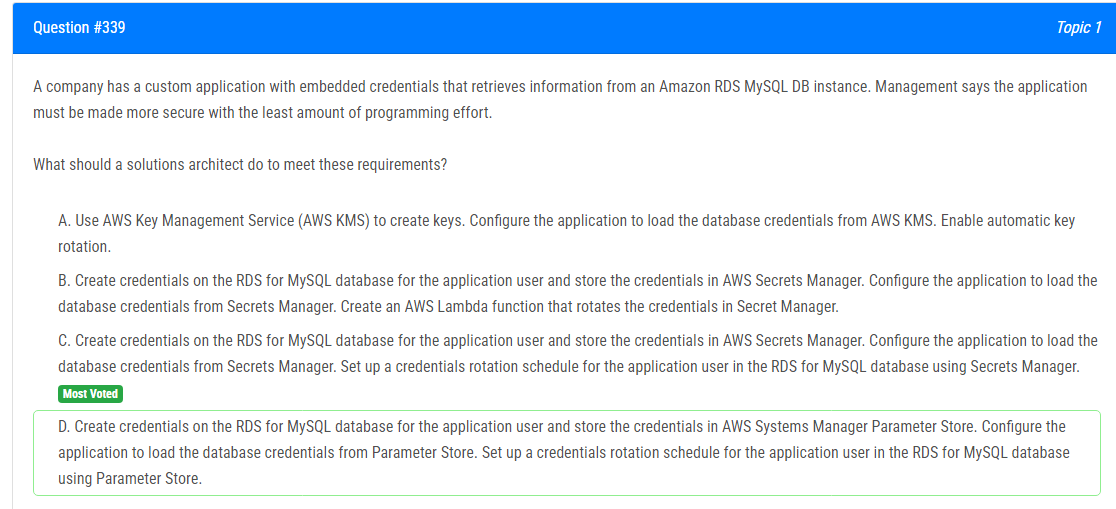 Question #339
Topic 1
A company has a custom application with embedded credentials that retrieves information from an Amazon RDS MySQL DB instance. Management says the application
must be made more secure with the least amount of programming effort.
What should a solutions architect do to meet these requirements?
A. Use AWS Key Management Service (AWS KMS) to create keys. Configure the application to load the database credentials from AWS KMS. Enable automatic key
rotation.
B. Create credentials on the RDS for MySQL database for the application user and store the credentials in AWS Secrets Manager. Configure the application to load the
database credentials from Secrets Manager. Create an AWS Lambda function that rotates the credentials in Secret Manager.
C. Create credentials on the RDS for MySQL database for the application user and store the credentials in AWS Secrets Manager. Configure the application to load the
database credentials from Secrets Manager. Set up a credentials rotation schedule for the application user in the RDS for MySQL database using Secrets Manager.
Most Voted
D. Create credentials on the RDS for MySQL database for the application user and store the credentials in AWS Systems Manager Parameter Store. Configure the
application to load the database credentials from Parameter Store. Set up a credentials rotation schedule for the application user in the RDS for MySQL database
using Parameter Store.